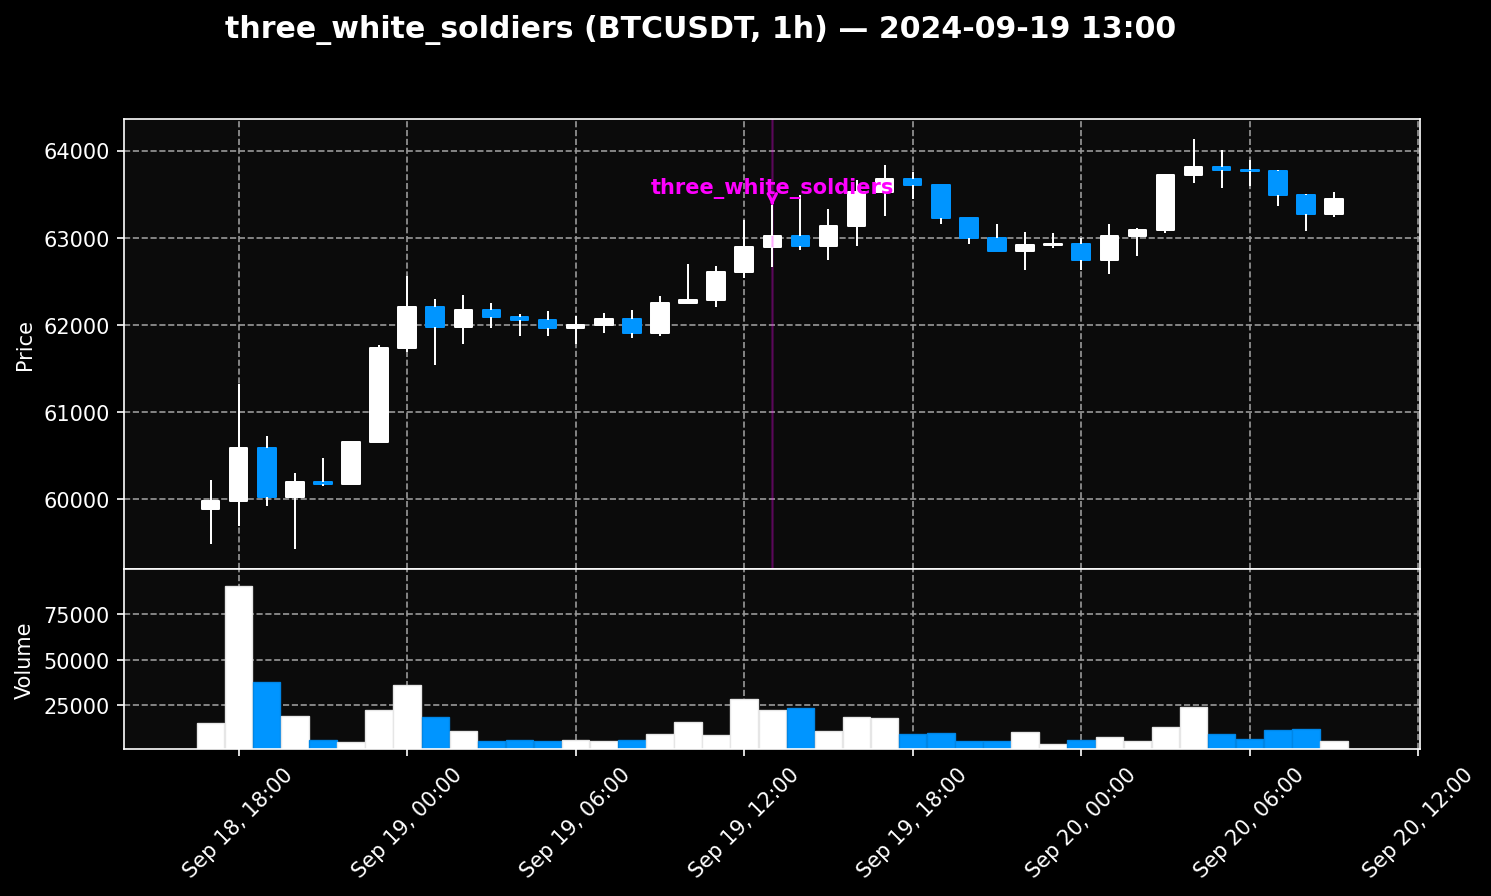 three_white_soldiers (BTCUSDT, 1h) — 2024-09-19 13:00
64000
three_white_soldiers
63000
62000
61000
60000
Price
75000
50000
25000
Volume
Sep 18, 18:00
Sep 19, 00:00
Sep 19, 06:00
Sep 19, 12:00
Sep 19, 18:00
Sep 20, 00:00
Sep 20, 06:00
Sep 20, 12:00